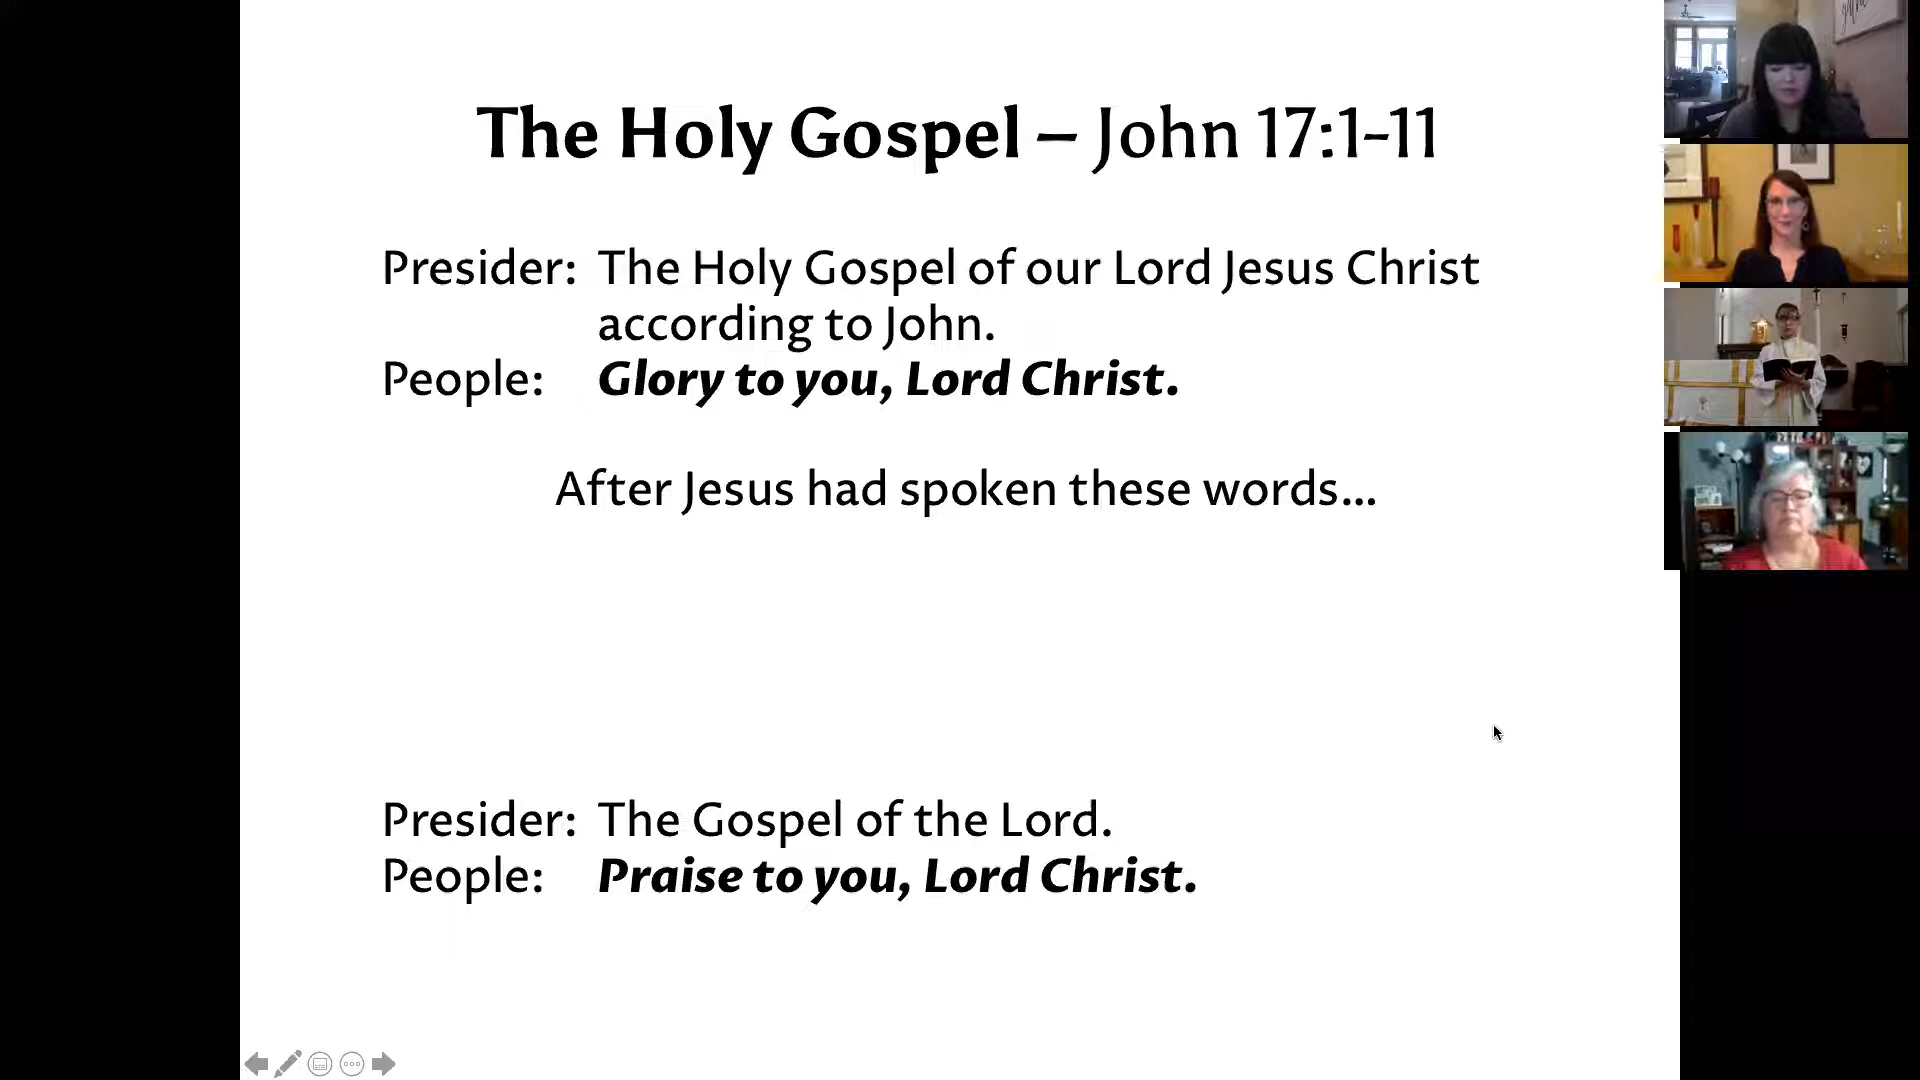 The Holy Gospel – John 17:1-11
Presider: The Holy Gospel of our Lord Jesus Christ
according to John.
People: Glory to you, Lord Christ.
After Jesus had spoken these words...
Presider: The Gospel of the Lord.
People: Praise to you, Lord Christ.